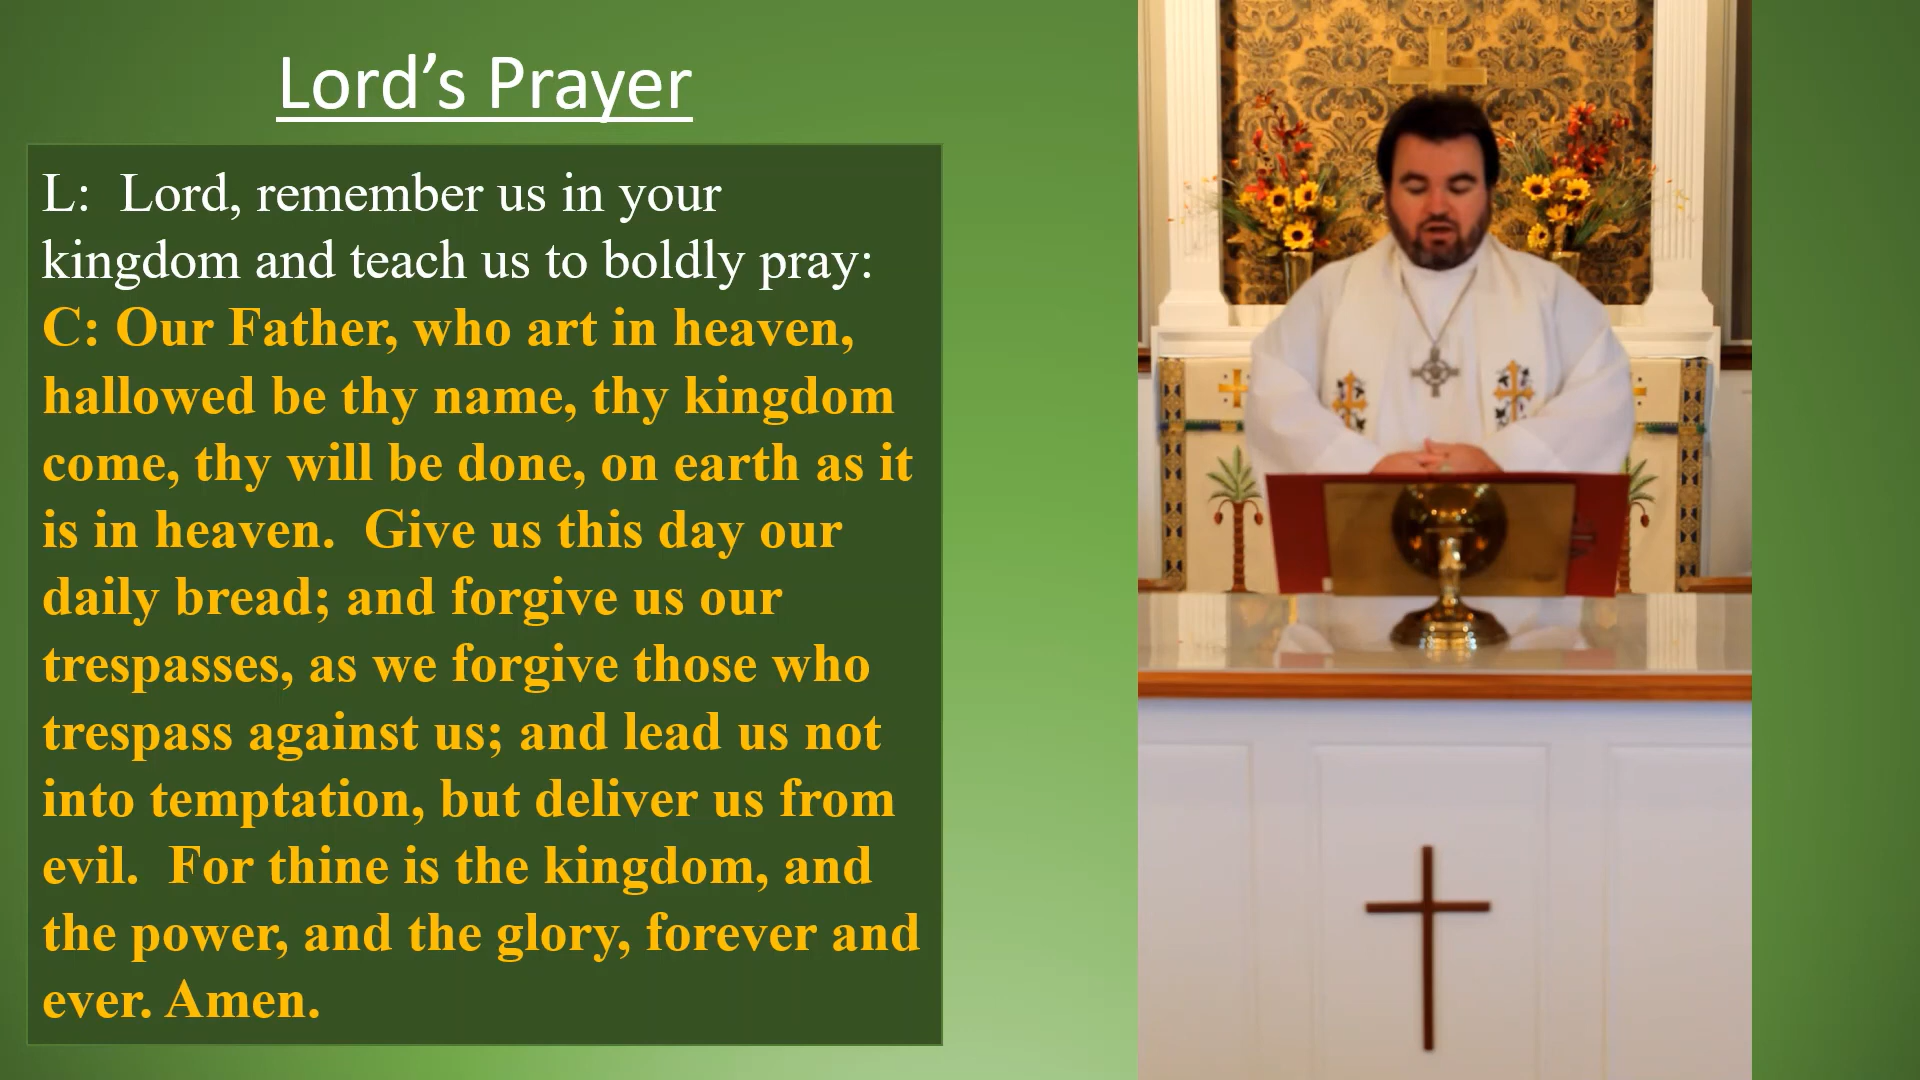 Lord’s Prayer
L:  Lord, remember us in your
kingdom and teach us to boldly pray:
C: Our Father, who art in heaven,
hallowed be thy name, thy kingdom
come, thy will be done, on earth as it
is in heaven.  Give us this day our
daily bread; and forgive us our
trespasses, as we forgive those who
trespass against us; and lead us not
into temptation, but deliver us from
evil.  For thine is the kingdom, and
the power, and the glory, forever and
ever. Amen.